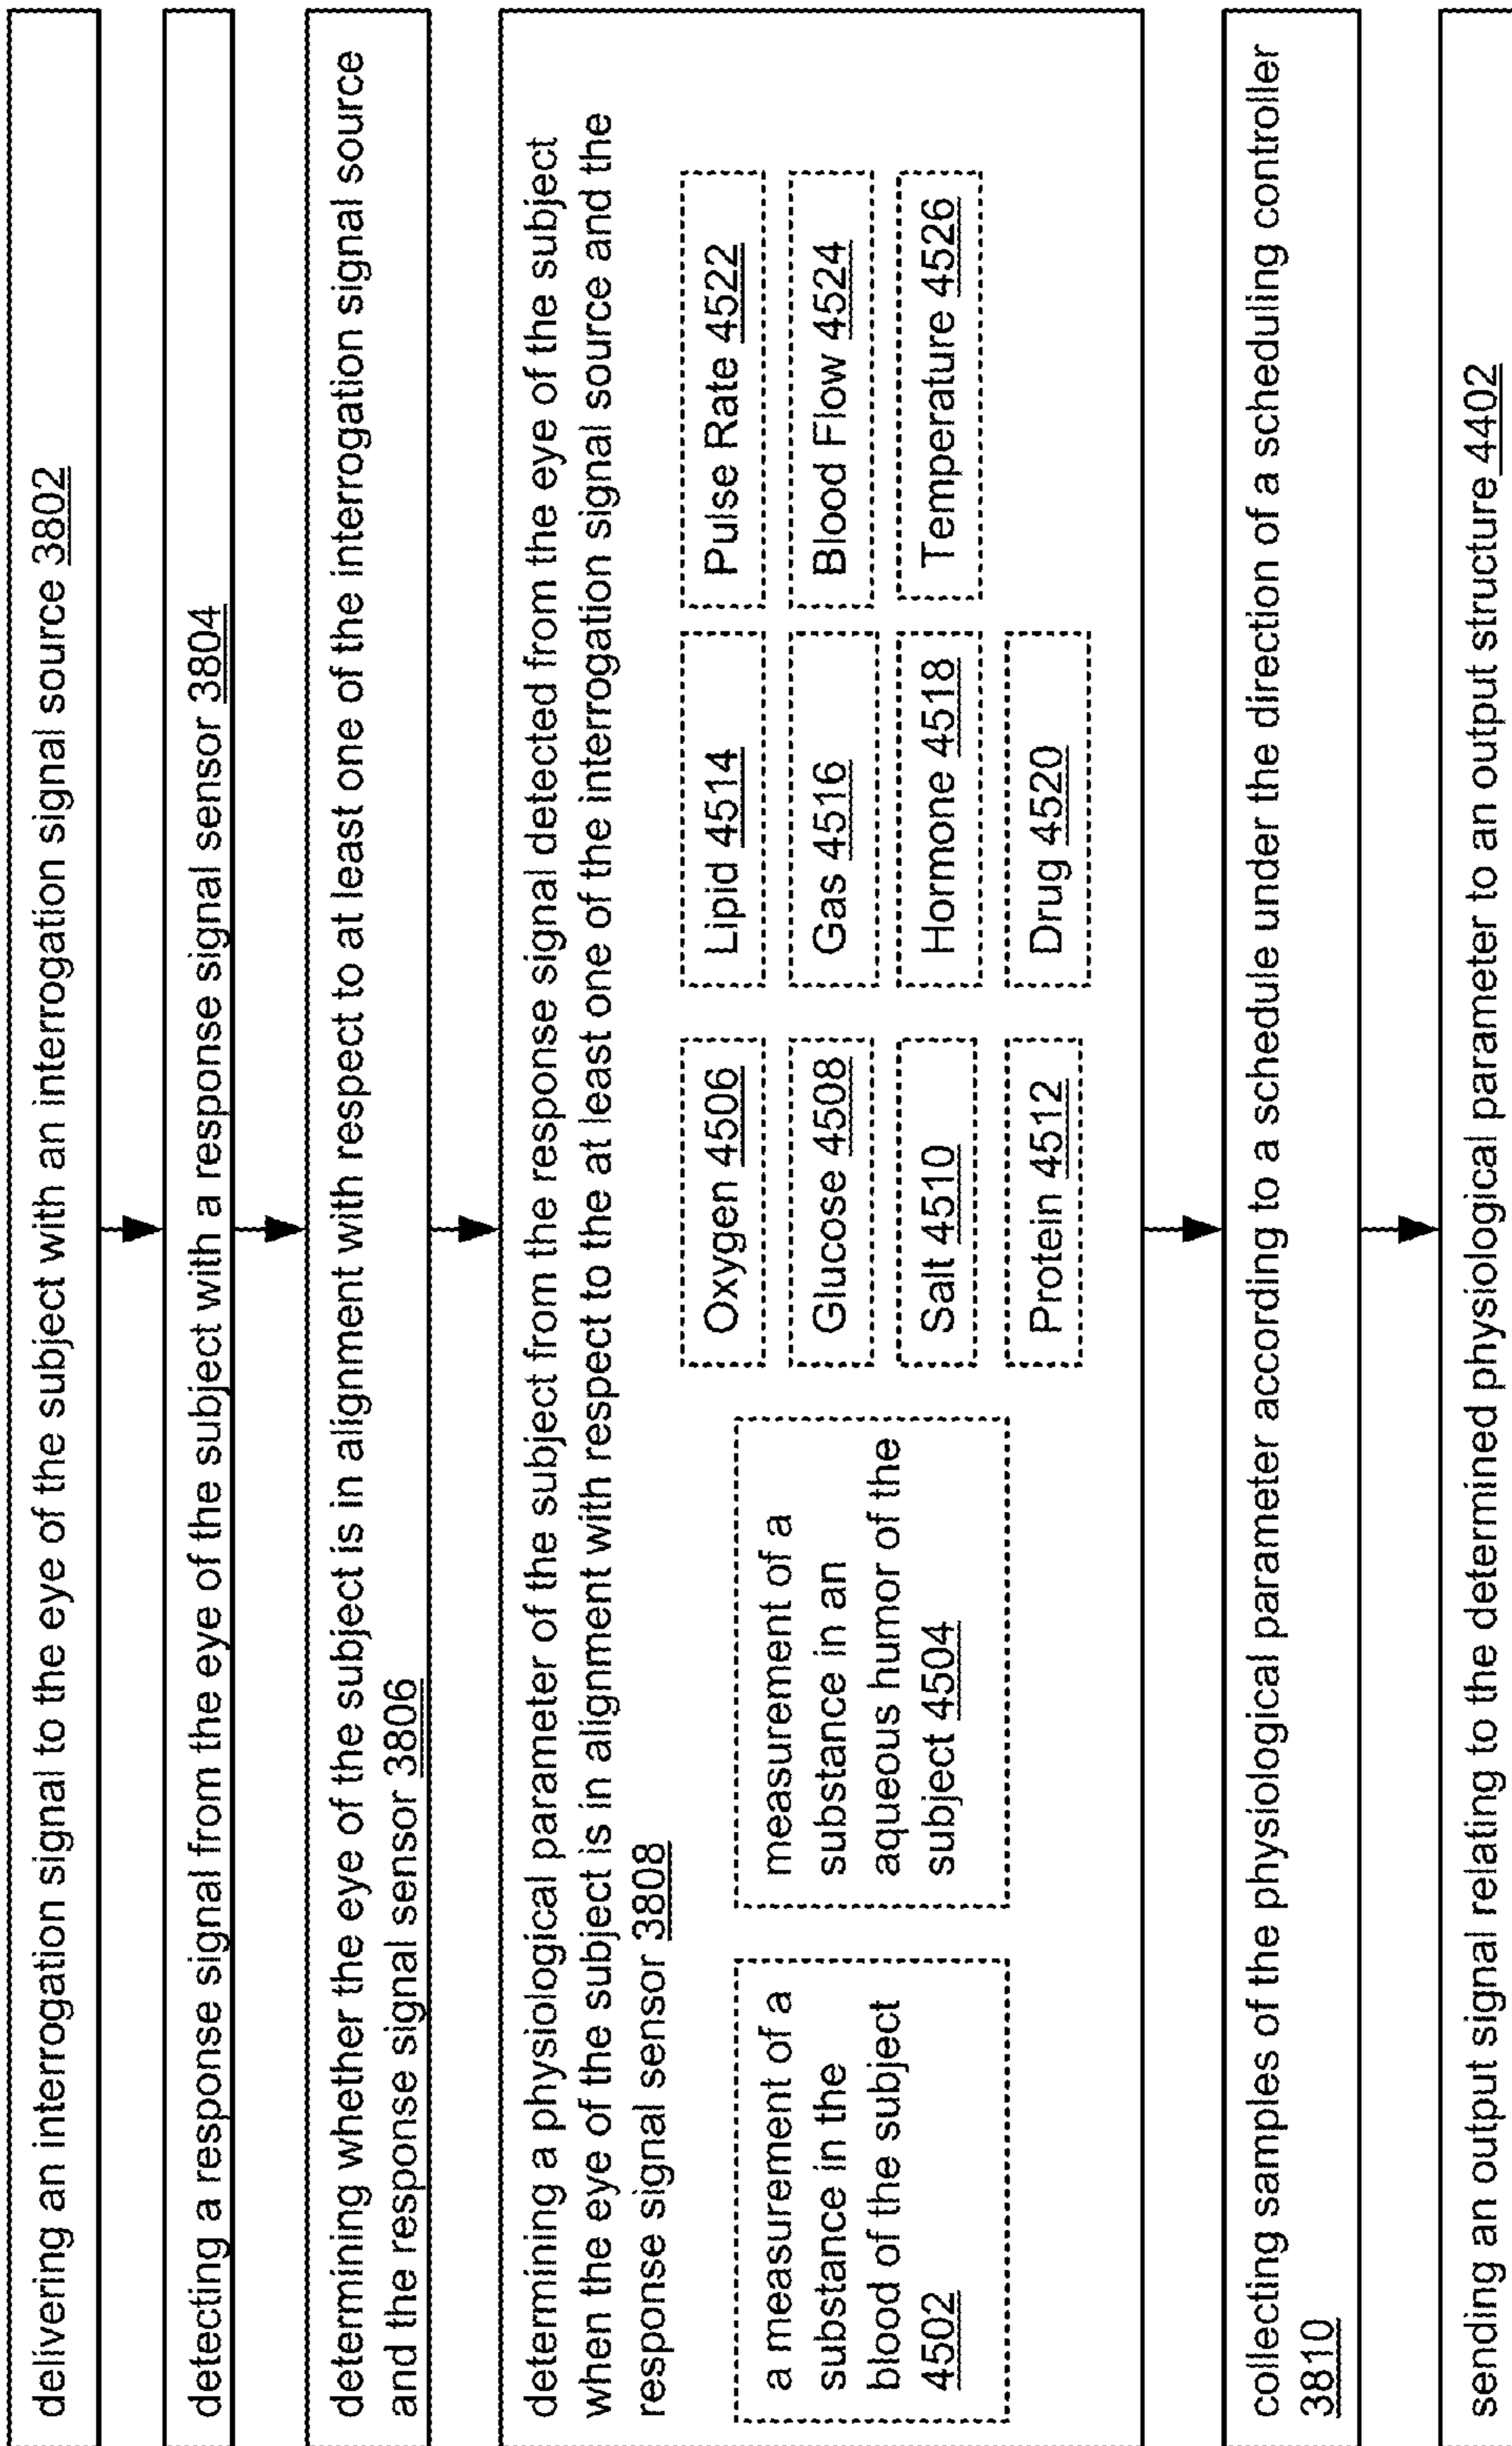 delivering an interrogation signal to the eye of the subject with an interrogation signal source 3802
detecting a response signal from the eye of the subject with a response signal sensor 3804
determining whether the eye of the subject is in alignment with respect to at least one of the interrogation signal source
and the response signal sensor 3806
determining a physiological parameter of the subject from the response signal detected from the eye of the subject
when the eye of the subject is in alignment with respect to the at least one of the interrogation signal source and the
response signal sensor 3808
a measurement of a
substance in the
blood of the subject
4502
measurement of a
substance in an
aqueous humor of the
subject 4504
Oxygen 4506
Glucose 4508
Salt 4510
Protein 4512
Lipid 4514
Gas 4516
Hormone 4518
Drug 4520
Pulse Rate 4522
Blood Flow 4524
Temperature 4526
collecting samples of the physiological parameter according to a schedule under the direction of a scheduling controller
3810
sending an output signal relating to the determined physiological parameter to an output structure 4402